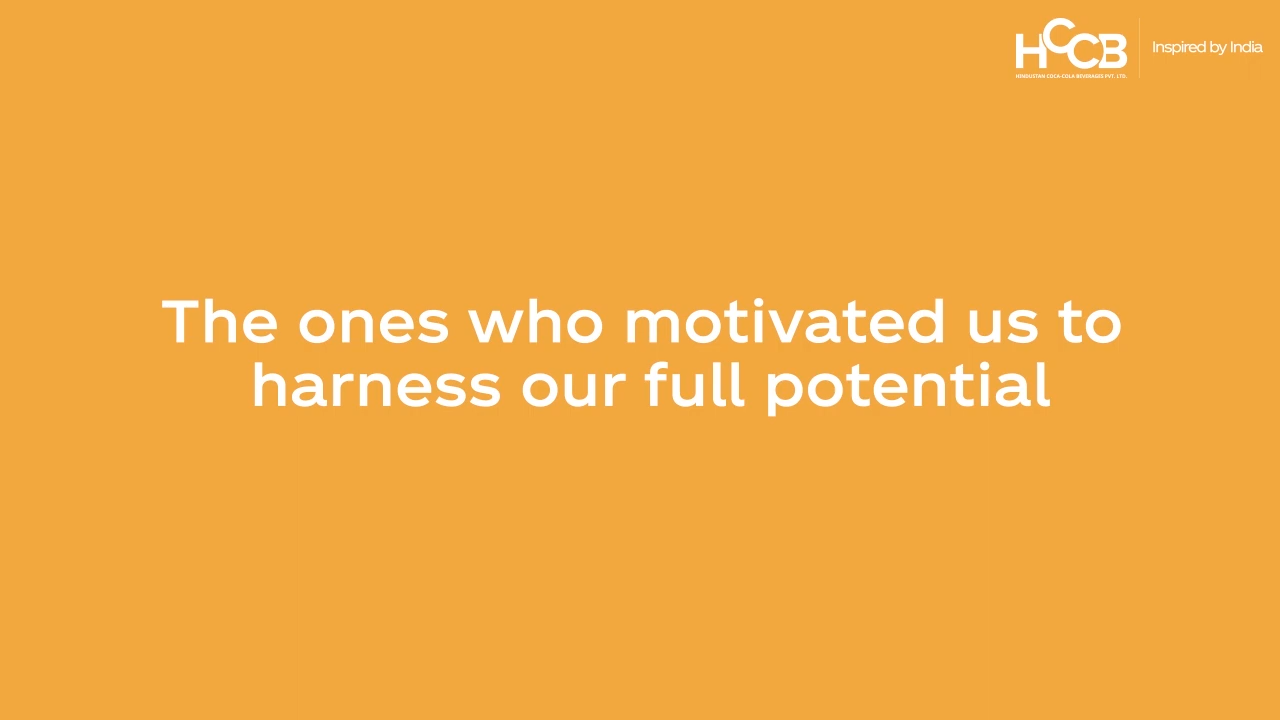 HCCB
HINDUSTAN COCA-COLA BEVERAGES PVT. LTD.
Inspired by India
The ones who motivated us to
harness our full potential